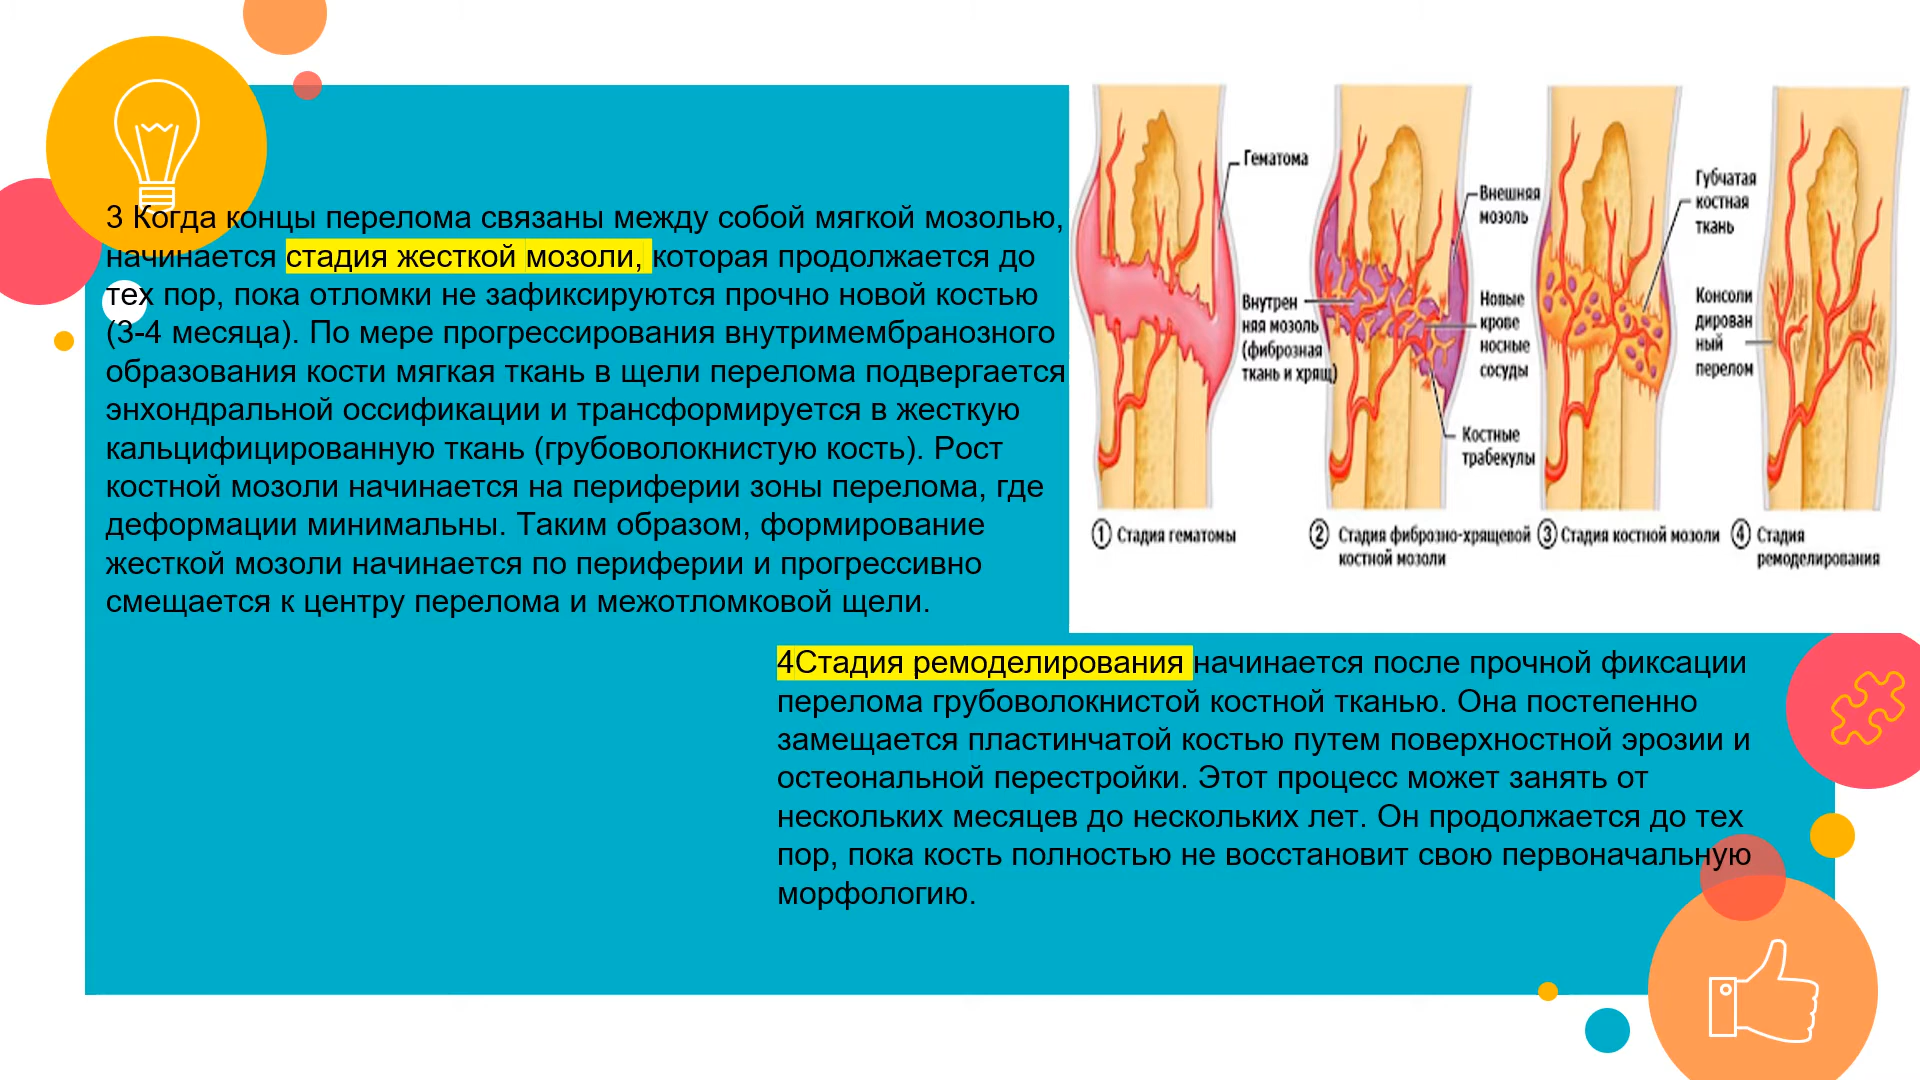 3 Когда концы перелома связаны между собой мягкой мозолью,
начинается стадия жесткой мозоли, которая продолжается до
тех пор, пока отломки не зафиксируются прочно новой костью
(3-4 месяца). По мере прогрессирования внутримембранозного
образования кости мягкая ткань в щели перелома подвергается
энхондральной оссификации и трансформируется в жесткую
кальцифицированную ткань (грубоволокнистую кость). Рост
костной мозоли начинается на периферии зоны перелома, где
деформации минимальны. Таким образом, формирование
жесткой мозоли начинается по периферии и прогрессивно
смещается к центру перелома и межотломковой щели.
Гематома
Внутрен
няя мозоль
(фиброзная
ткань и хрящ)
Внешняя
мозоль
Новые
крове
носные
сосуды
Костные
трабекулы
Губчатая
костная
ткань
Консоли
дирован
ный
перелом
1 Стадия гематомы
2 Стадия фиброзно-хрящевой
костной мозоли
3 Стадия костной мозоли
4 Стадия
ремоделирования
4Стадия ремоделирования начинается после прочной фиксации
перелома грубоволокнистой костной тканью. Она постепенно
замещается пластинчатой костью путем поверхностной эрозии и
остеональной перестройки. Этот процесс может занять от
нескольких месяцев до нескольких лет. Он продолжается до тех
пор, пока кость полностью не восстановит свою первоначальную
морфологию.